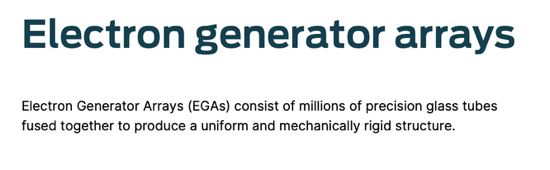 Electron generator arrays
Electron Generator Arrays (EGAs) consist of millions of precision glass tubes
fused together to produce a uniform and mechanically rigid structure.